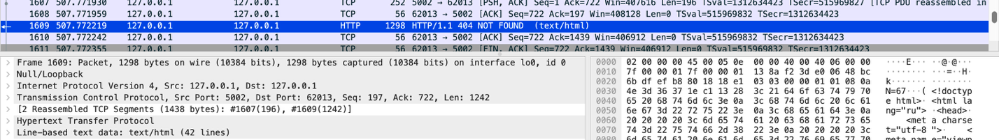 1607 507.771930 127.0.0.1 127.0.0.1 TCP 252 5002 → 62013 [PSH, ACK] Seq=1 Ack=722 Win=407616 Len=196 TSval=1312634423 TSecr=515969827 [TCP PDU reassembled in
1608 507.771959 127.0.0.1 127.0.0.1 TCP 56 62013 → 5002 [ACK] Seq=722 Ack=197 Win=408128 Len=0 TSval=515969832 TSecr=1312634423
1609 507.772219 127.0.0.1 127.0.0.1 HTTP 1298 HTTP/1.1 404 NOT FOUND (text/html)
1610 507.772242 127.0.0.1 127.0.0.1 TCP 56 62013 → 5002 [ACK] Seq=722 Ack=1439 Win=406912 Len=0 TSval=515969832 TSecr=1312634423
1611 507.772355 127.0.0.1 127.0.0.1 TCP 56 62013 → 5002 [FIN, ACK] Seq=722 Ack=1439 Win=406912 Len=0 TSval=515969832 TSecr=1312634423
Frame 1609: Packet, 1298 bytes on wire (10384 bits), 1298 bytes captured (10384 bits) on interface lo0, id 0
Null/Loopback
Internet Protocol Version 4, Src: 127.0.0.1, Dst: 127.0.0.1
Transmission Control Protocol, Src Port: 5002, Dst Port: 62013, Seq: 197, Ack: 722, Len: 1242
[2 Reassembled TCP Segments (1438 bytes): #1607(196), #1609(1242)]
Hypertext Transfer Protocol
Line-based text data: text/html (42 lines)
0000 02 00 00 00 45 00 05 0e 00 00 40 00 40 06 00 00 ····E··· ··@·@···
0010 7f 00 00 01 7f 00 00 01 13 8a f2 3d e0 06 48 bc ········ ···=··H·
0020 6b df ef b8 80 18 18 e1 03 03 00 00 01 01 08 0a k······· ········
0030 4e 3d 36 37 1e c1 13 28 3c 21 64 6f 63 74 79 70 N=67···( <!doctyp
0040 65 20 68 74 6d 6c 3e 0a 3c 68 74 6d 6c 20 6c 61 e html>· <html la
0050 6e 67 3d 22 72 75 22 3e 0a 3c 68 65 61 64 3e 0a ng="ru"> ·<head>·
0060 20 20 20 20 3c 6d 65 74 61 20 63 68 61 72 73 65 <met a charse
0070 74 3d 22 75 74 66 2d 38 22 3e 0a 20 20 20 20 3c t="utf-8 ">· <
0080 6d 65 74 61 20 6e 61 6d 65 3d 22 76 69 65 77 70 meta nam e="viewp